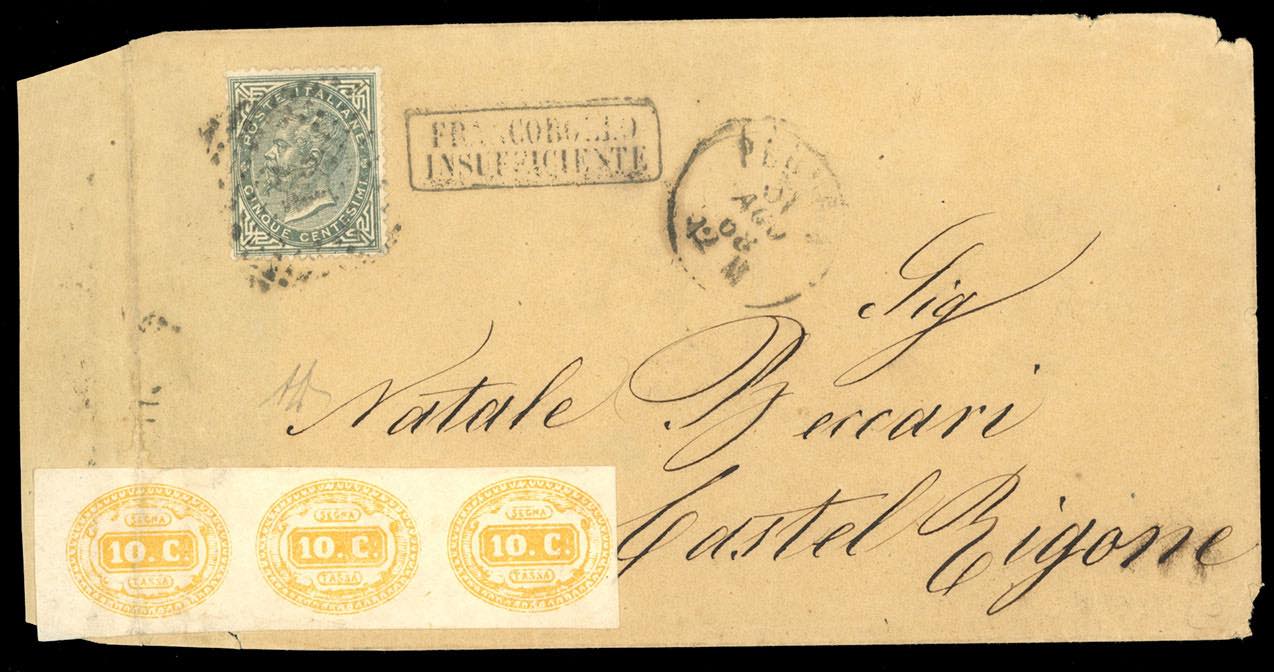 POSTE ITALIANE
CINQUE CENTESIMI
FRANCOBOLLO
INSUFFICIENTE
AGO
Sig
Natale Beccari
Castel Rigone
SEGNA
10. C.
TASSA
SEGNA
10. C.
TASSA
SEGNA
10. C.
TASSA